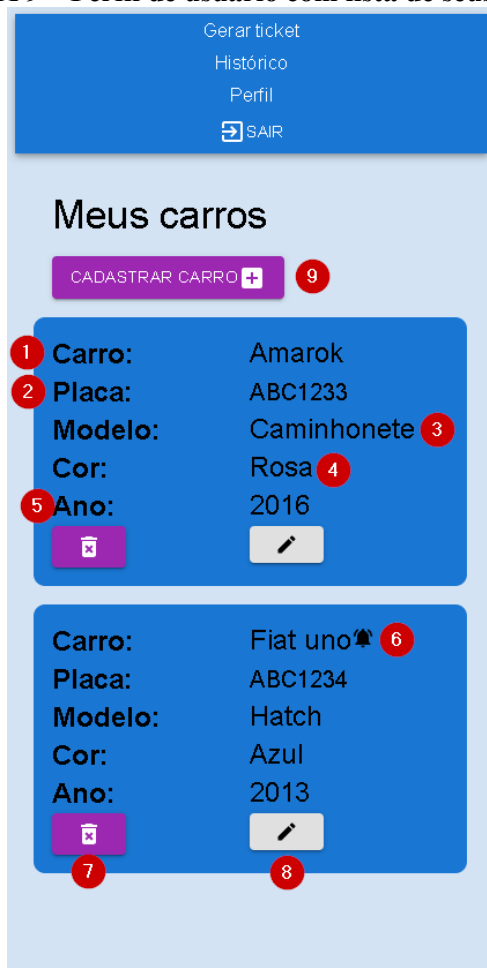 Gerar ticket
Histórico
Perfil
SAIR
Meus carros
CADASTRAR CARRO 9
1 Carro: Amarok
2 Placa: ABC1233
Modelo: Caminhonete 3
Cor: Rosa 4
5 Ano: 2016
Carro: Fiat uno 6
Placa: ABC1234
Modelo: Hatch
Cor: Azul
Ano: 2013
7 8